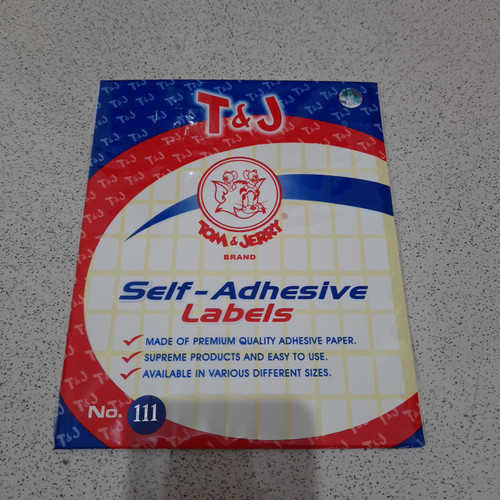 T&J
TOM & JERRY®
BRAND
Self-Adhesive
Labels
MADE OF PREMIUM QUALITY ADHESIVE PAPER.
SUPREME PRODUCTS AND EASY TO USE.
AVAILABLE IN VARIOUS DIFFERENT SIZES.
No. 111